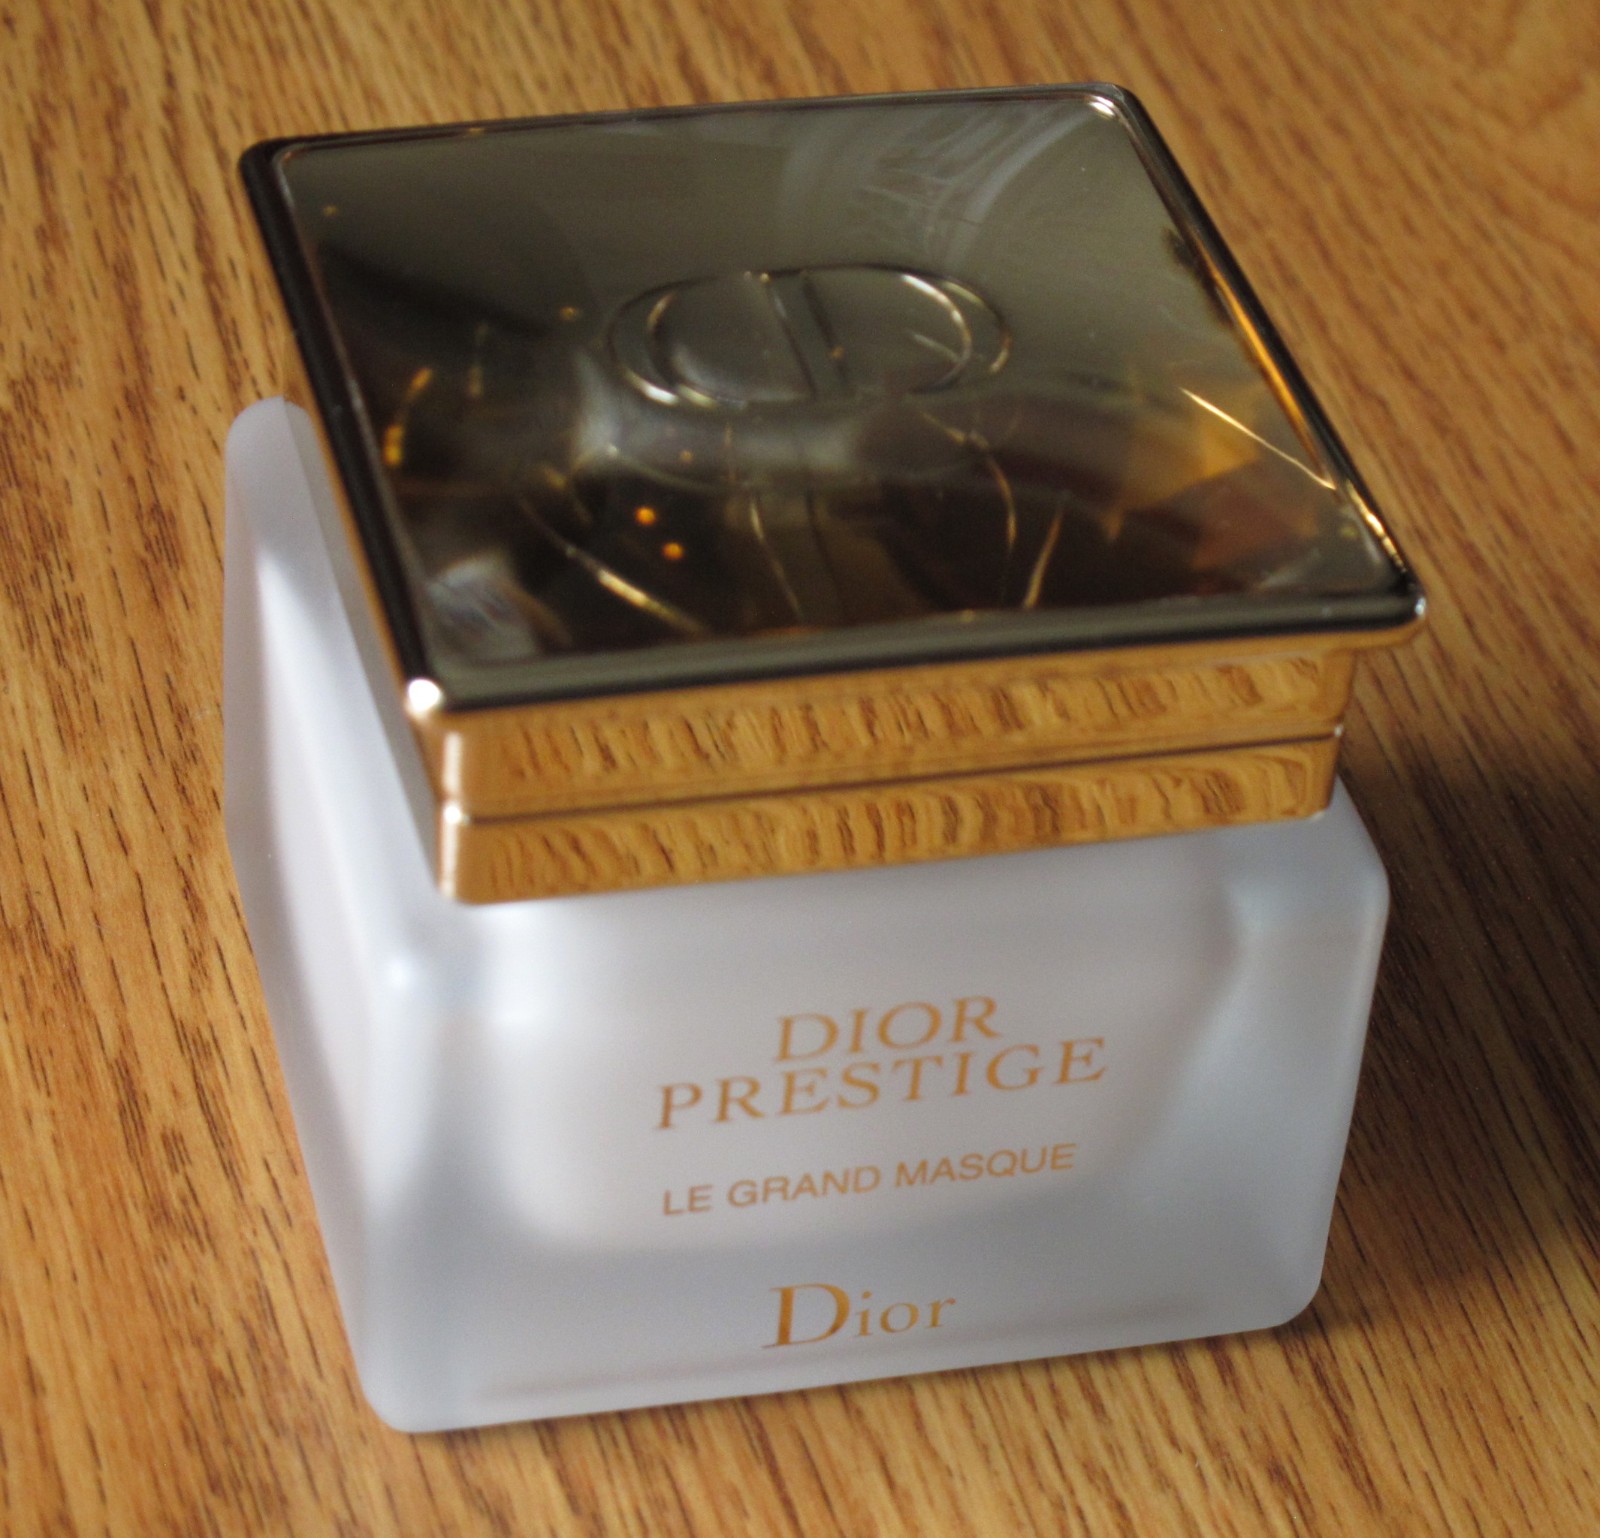 DIOR
PRESTIGE
LE GRAND MASQUE
Dior